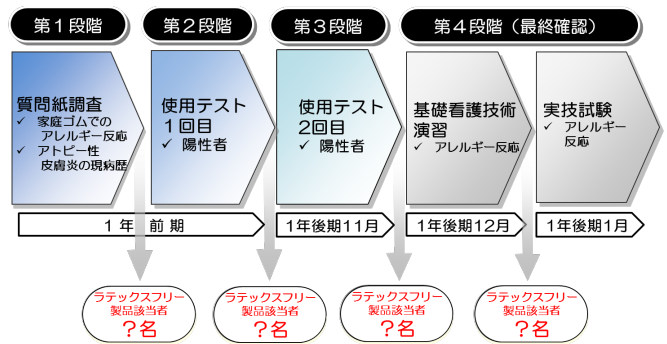 第1段階
第2段階
第3段階
第4段階（最終確認）
質問紙調査
✓ 家庭ゴムでの
アレルギー反応
✓ アトピー性
皮膚炎の現病歴
使用テスト
1回目
✓ 陽性者
使用テスト
2回目
✓ 陽性者
基礎看護技術
演習
✓ アレルギー反応
実技試験
✓ アレルギー
反応
1年 前期
1年後期11月
1年後期12月
1年後期1月
ラテックスフリー
製品該当者
？名
ラテックスフリー
製品該当者
？名
ラテックスフリー
製品該当者
？名
ラテックスフリー
製品該当者
？名